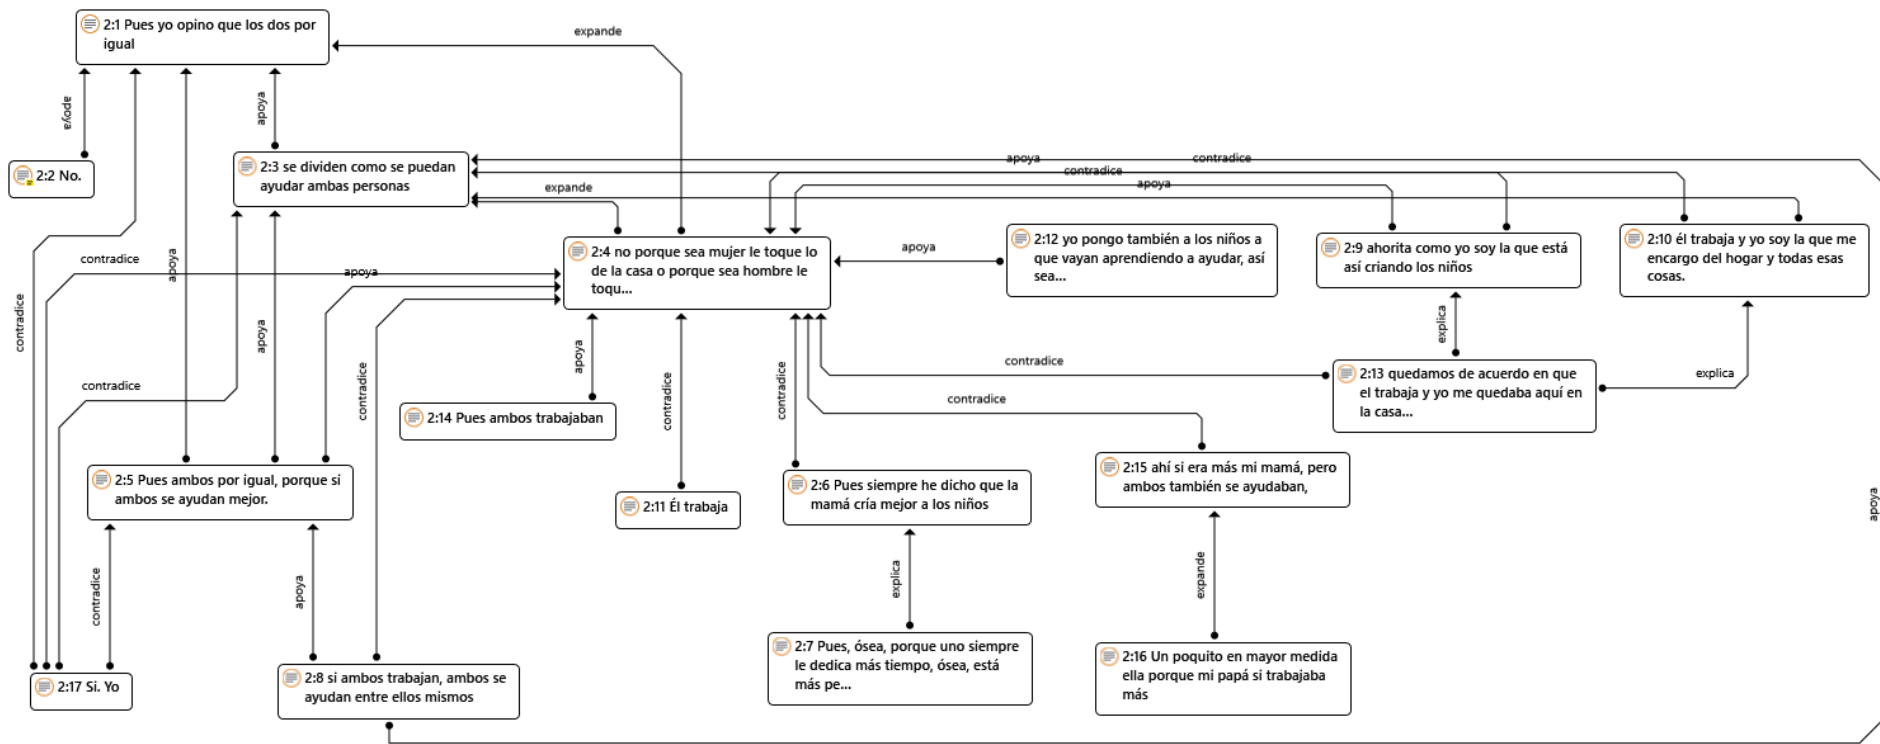 2:1 Pues yo opino que los dos por
igual
expande
apoya
apoya
2:2 No.
2:3 se dividen como se puedan
ayudar ambas personas
apoya
contradice
contradice
apoya
expande
2:4 no porque sea mujer le toque lo
de la casa o porque sea hombre le
toqu...
apoya
2:12 yo pongo también a los niños a
que vayan aprendiendo a ayudar, así
sea...
2:9 ahorita como yo soy la que está
así criando los niños
2:10 él trabaja y yo soy la que me
encargo del hogar y todas esas
cosas.
contradice
apoya
apoya
contradice
contradice
apoya
apoya
contradice
contradice
contradice
contradice
contradice
explica
explica
2:13 quedamos de acuerdo en que
el trabaja y yo me quedaba aquí en
la casa...
2:14 Pues ambos trabajaban
2:5 Pues ambos por igual, porque si
ambos se ayudan mejor.
2:11 Él trabaja
2:6 Pues siempre he dicho que la
mamá cría mejor a los niños
2:15 ahí si era más mi mamá, pero
ambos también se ayudaban,
apoya
contradice
apoya
explica
expande
2:17 Si. Yo
2:8 si ambos trabajan, ambos se
ayudan entre ellos mismos
2:7 Pues, ósea, porque uno siempre
le dedica más tiempo, ósea, está
más pe...
2:16 Un poquito en mayor medida
ella porque mi papá si trabajaba
más